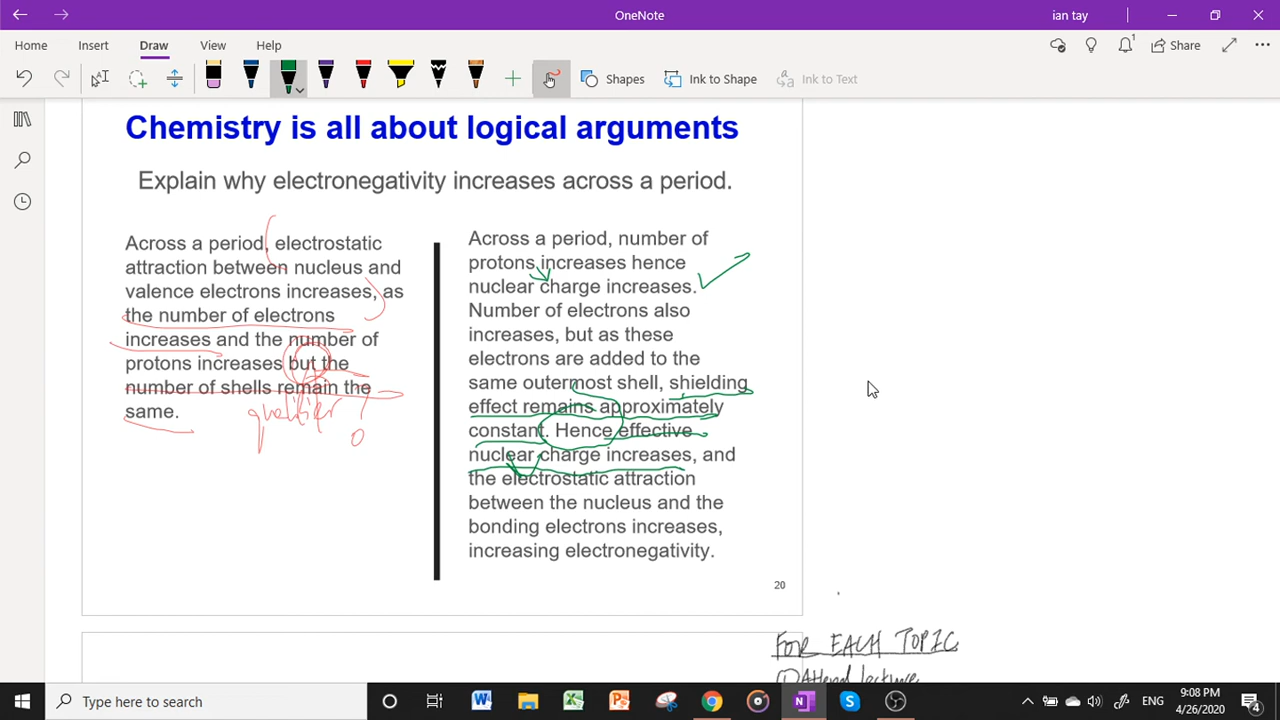 OneNote
ian tay
Home
Insert
Draw
View
Help
Share
Shapes
Ink to Shape
Ink to Text
Chemistry is all about logical arguments
Explain why electronegativity increases across a period.
Across a period, electrostatic
attraction between nucleus and
valence electrons increases, as
the number of electrons
increases and the number of
protons increases but the
number of shells remain the
same.
qualifier ?
Across a period, number of
protons increases hence
nuclear charge increases.
Number of electrons also
increases, but as these
electrons are added to the
same outermost shell, shielding
effect remains approximately
constant. Hence effective
nuclear charge increases, and
the electrostatic attraction
between the nucleus and the
bonding electrons increases,
increasing electronegativity.
20
FOR EACH TOPIC
① Attend lecture
Type here to search
ENG
9:08 PM
4/26/2020
4